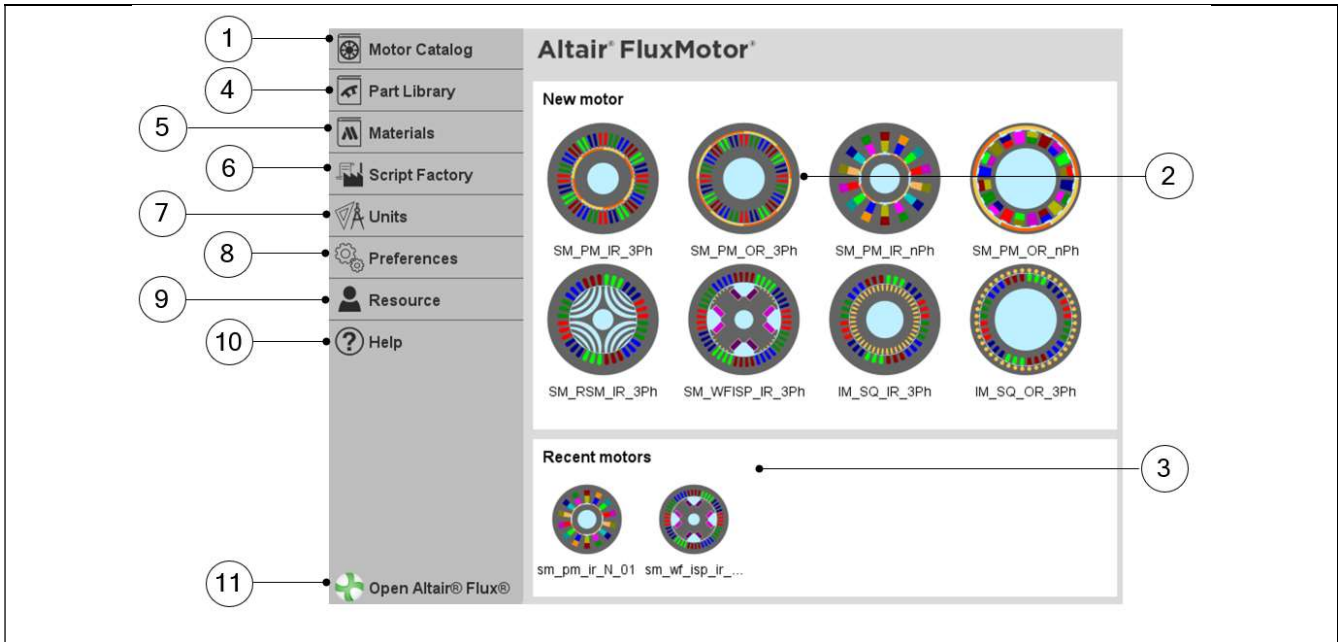 1
Motor Catalog
4
Part Library
5
Materials
6
Script Factory
7
Units
8
Preferences
9
Resource
10
Help
11
Open Altair® Flux®
Altair® FluxMotor®
New motor
2
SM_PM_IR_3Ph SM_PM_OR_3Ph SM_PM_IR_nPh SM_PM_OR_nPh
SM_RSM_IR_3Ph SM_WFISP_IR_3Ph IM_SQ_IR_3Ph IM_SQ_OR_3Ph
Recent motors
3
sm_pm_ir_N_01 sm_wf_isp_ir_...